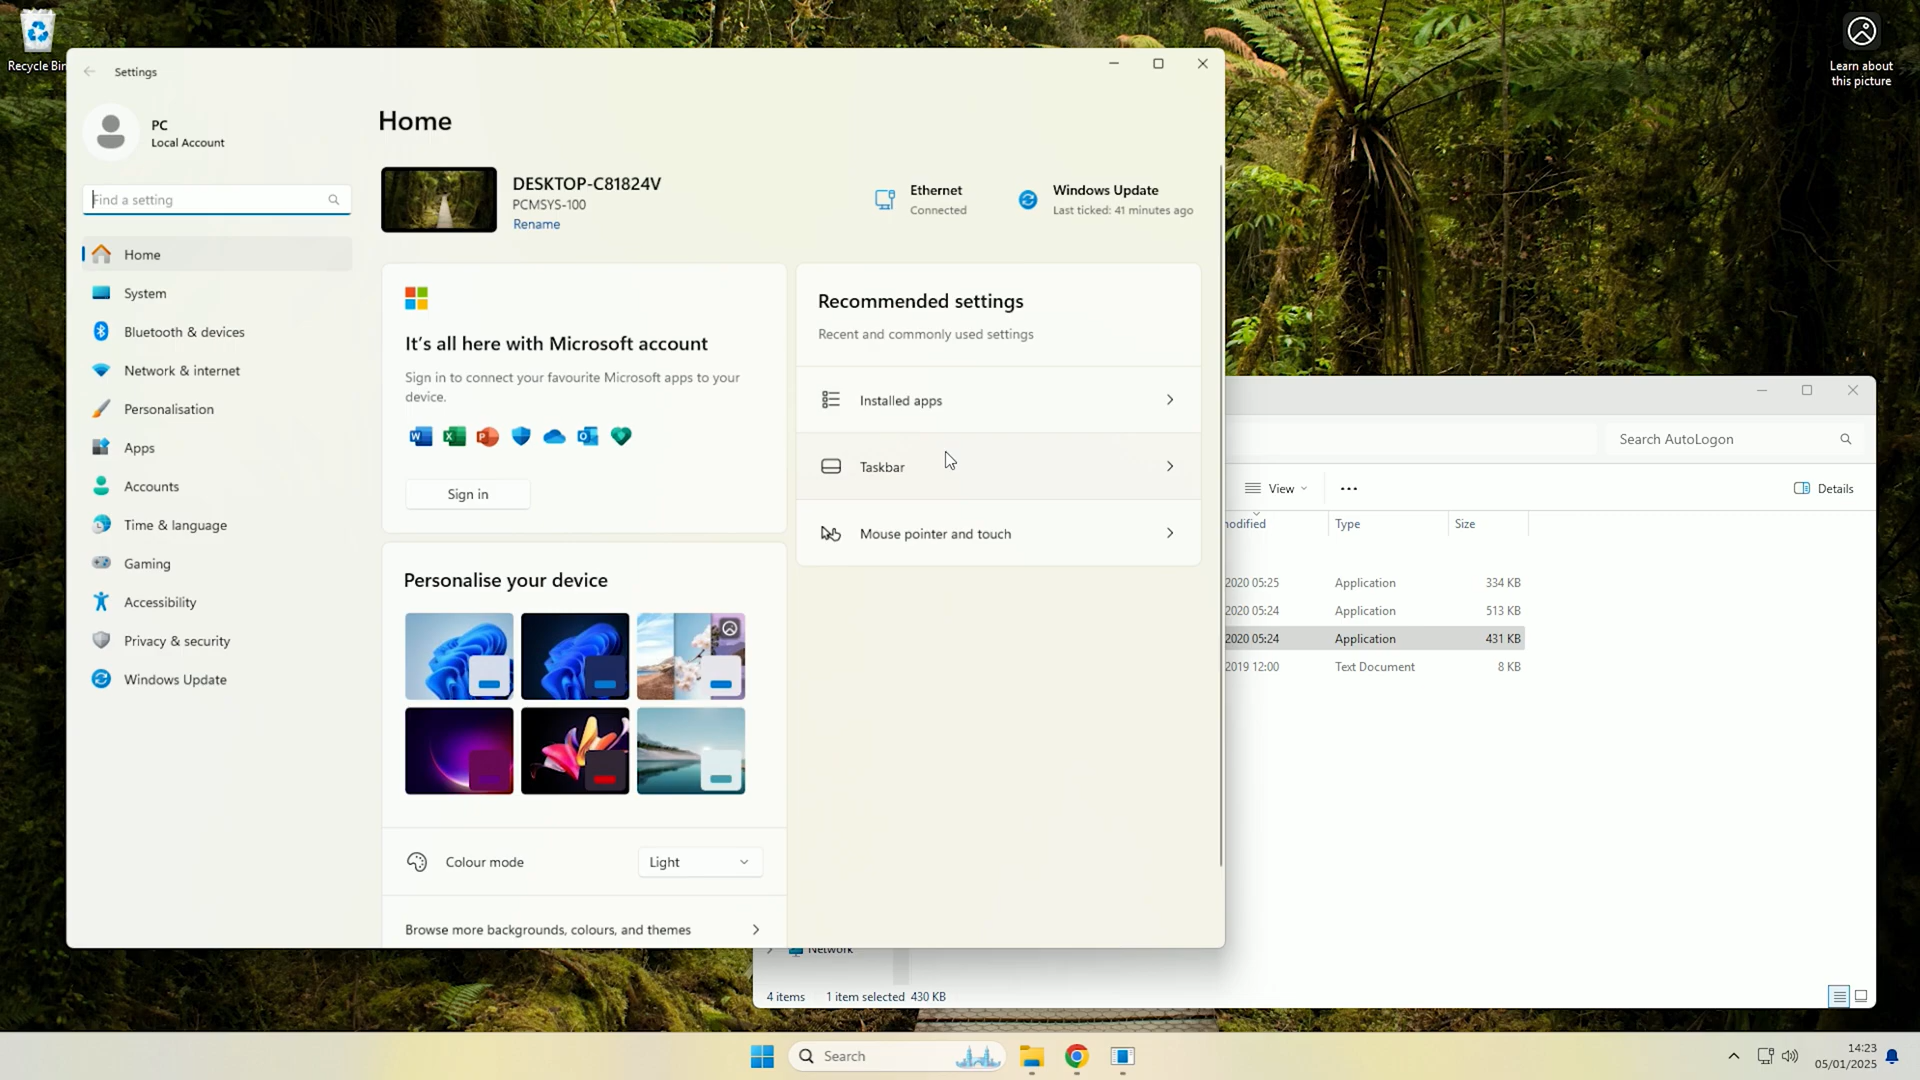 Recycle Bin
Learn about
this picture
Settings
PC
Local Account
Find a setting
Home
System
Bluetooth & devices
Network & internet
Personalisation
Apps
Accounts
Time & language
Gaming
Accessibility
Privacy & security
Windows Update
Home
DESKTOP-C81824V
PCMSYS-100
Rename
Ethernet
Connected
Windows Update
Last ticked: 41 minutes ago
It's all here with Microsoft account
Sign in to connect your favourite Microsoft apps to your
device.
Sign in
Personalise your device
Colour mode
Light
Browse more backgrounds, colours, and themes
Recommended settings
Recent and commonly used settings
Installed apps
Taskbar
Mouse pointer and touch
Search AutoLogon
View
Details
Type Size
2020 05:25 Application 334 KB
2020 05:24 Application 513 KB
2020 05:24 Application 431 KB
2019 12:00 Text Document 8 KB
Network
4 items 1 item selected 430 KB
Search
14:23
05/01/2025